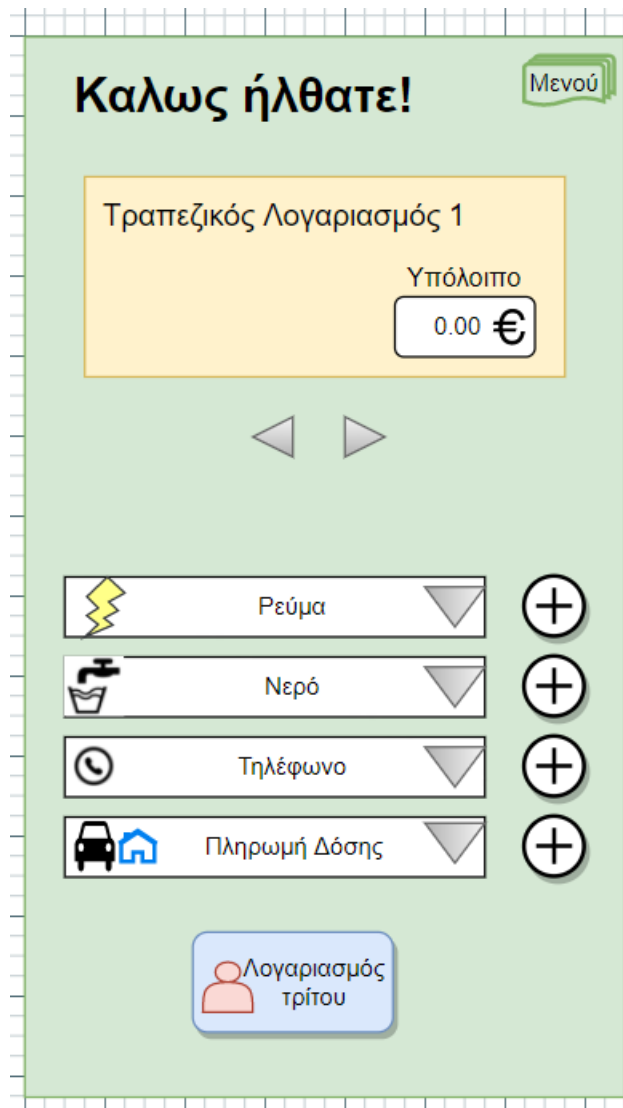 Καλως ήλθατε!
Μενού
Τραπεζικός Λογαριασμός 1
Υπόλοιπο
0.00 €
Ρεύμα
Νερό
Τηλέφωνο
Πληρωμή Δόσης
Λογαριασμός
τρίτου